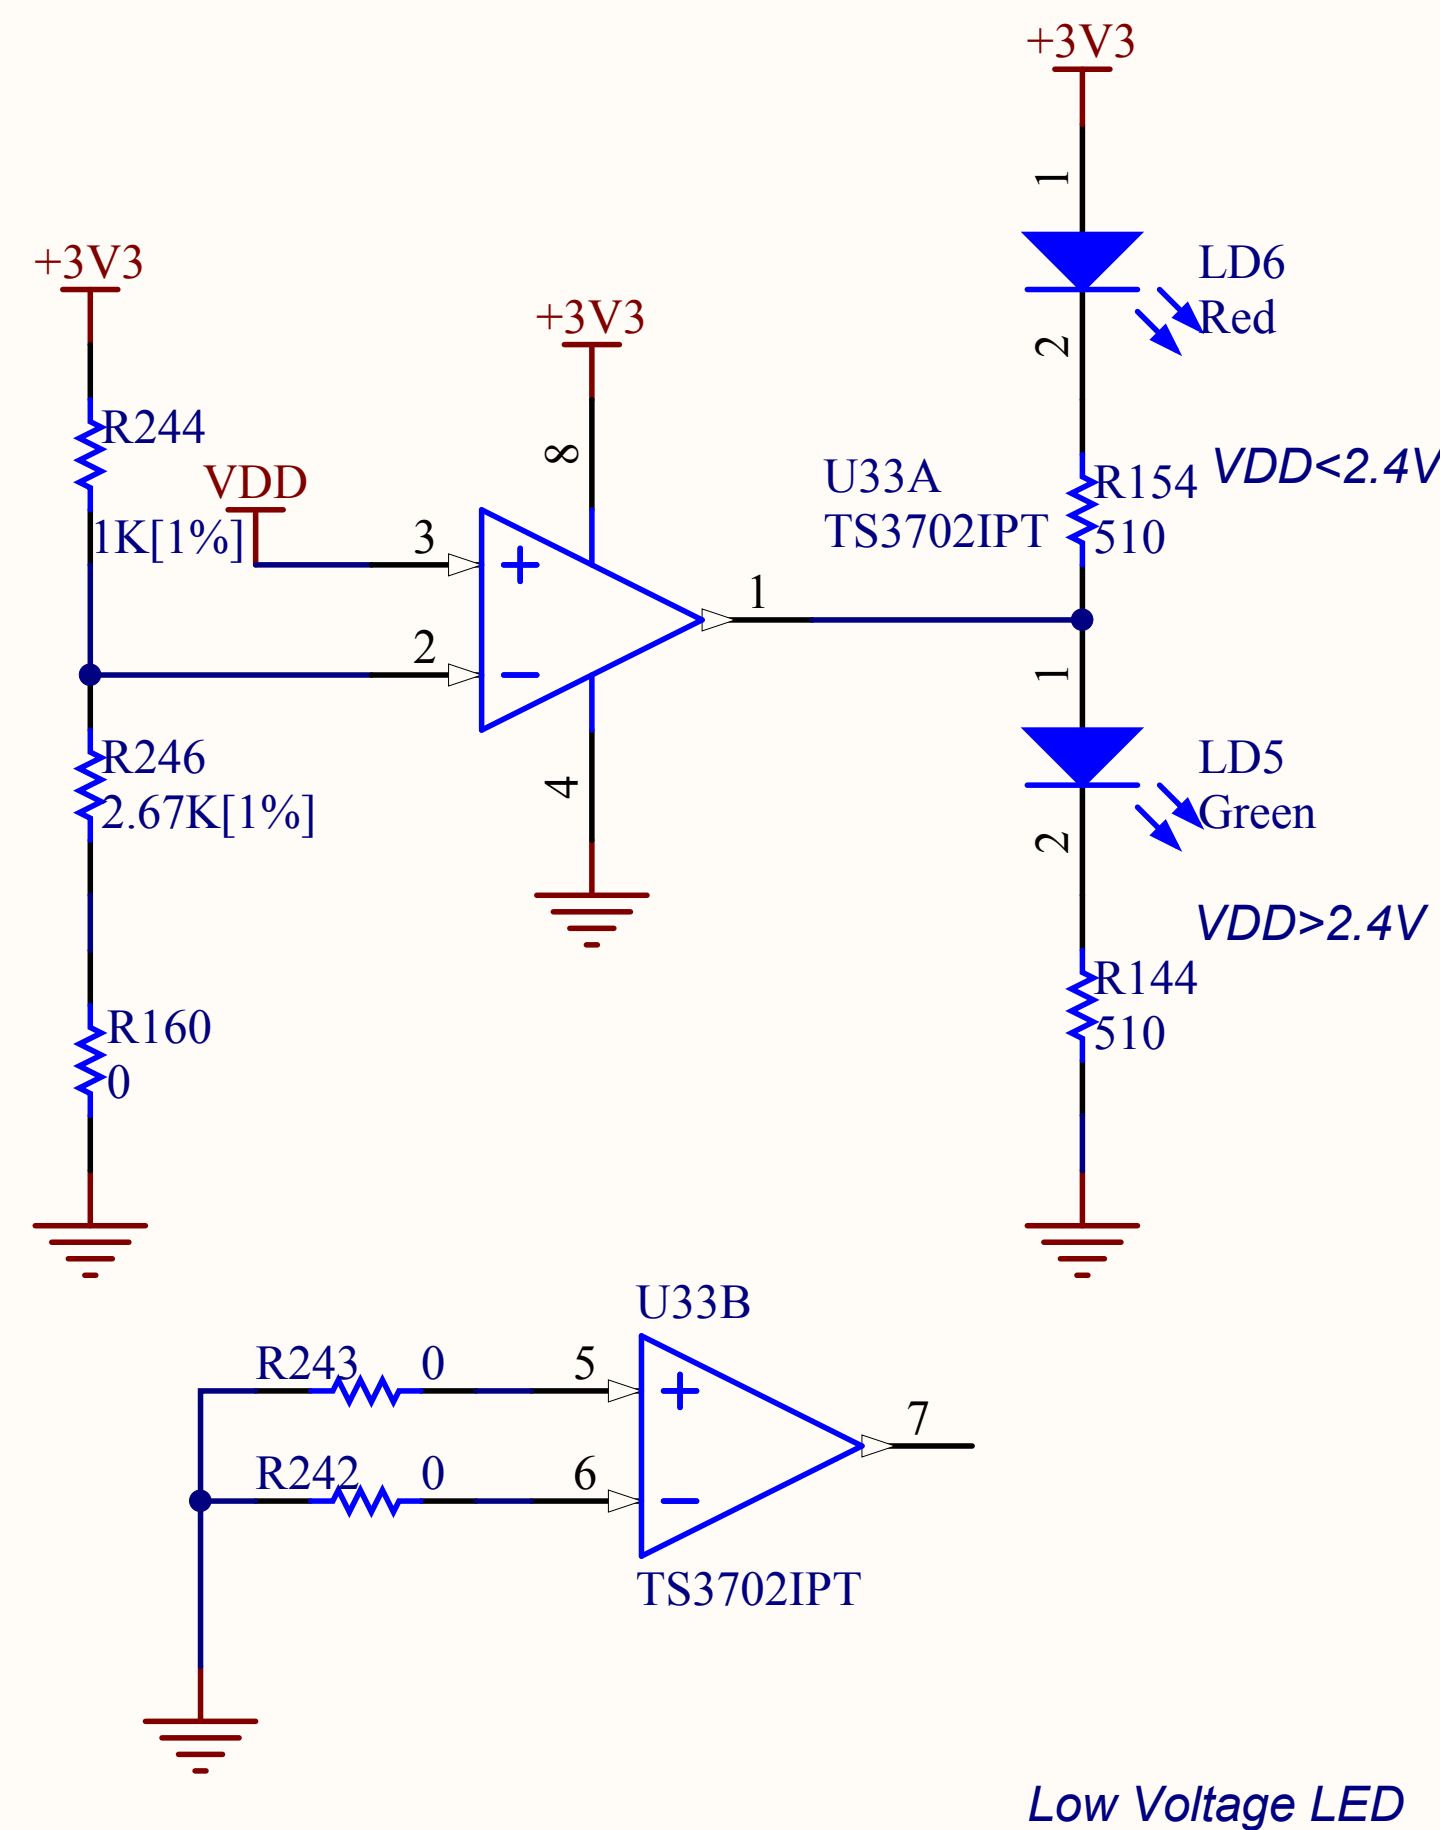 +3V3
1
LD6
Red
2
+3V3
+3V3
R244
1K[1%]
VDD
8
3
2
4
U33A
TS3702IPT
1
R154
510
VDD<2.4V
R246
2.67K[1%]
1
LD5
Green
2
VDD>2.4V
R144
510
R160
0
U33B
R243
0
5
R242
0
6
7
TS3702IPT
Low Voltage LED